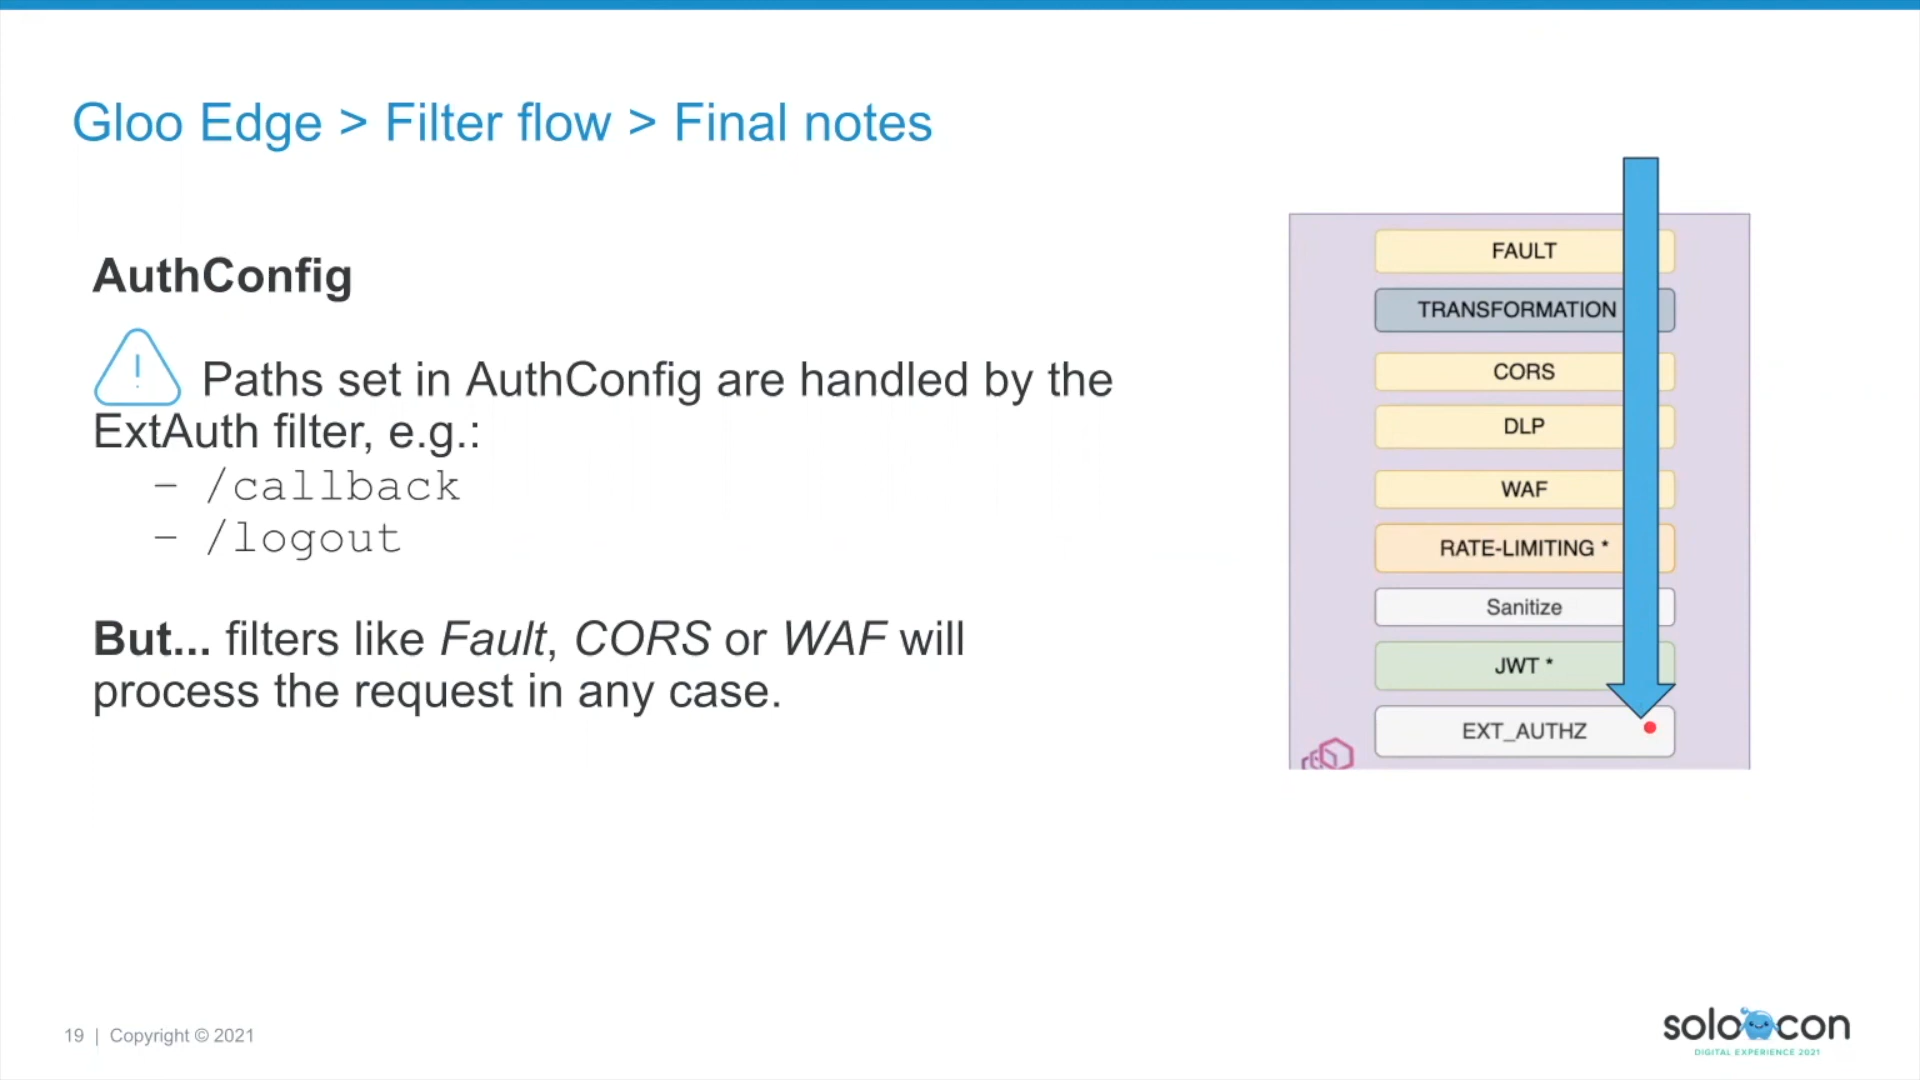 Gloo Edge > Filter flow > Final notes
AuthConfig
! Paths set in AuthConfig are handled by the
ExtAuth filter, e.g.:
– /callback
– /logout
But... filters like Fault, CORS or WAF will
process the request in any case.
FAULT
TRANSFORMATION
CORS
DLP
WAF
RATE-LIMITING *
Sanitize
JWT *
EXT_AUTHZ
19 | Copyright © 2021
solo con
DIGITAL EXPERIENCE 2021